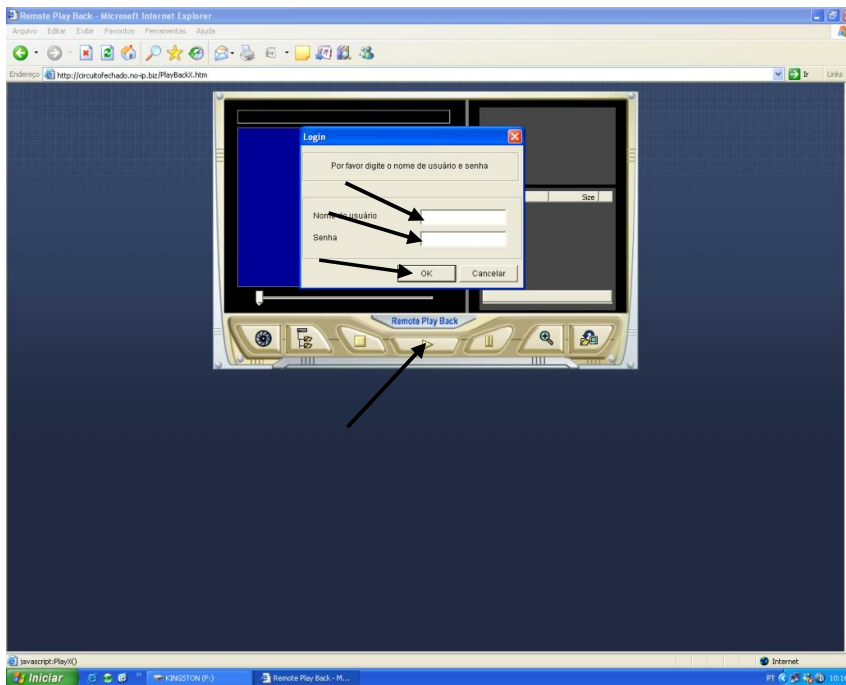 Remote Play Back - Microsoft Internet Explorer
Arquivo Editar Exibir Favoritos Ferramentas Ajuda
Endereço http://circuitofechado.no-ip.biz/PlayBackX.htm Ir Links
Login
Por favor digite o nome de usuário e senha
Size
Nome do usuário
Senha
OK Cancelar
Remote Play Back
javascript:PlayX() Internet
Iniciar KINGSTON (F:) Remote Play Back - M... PT